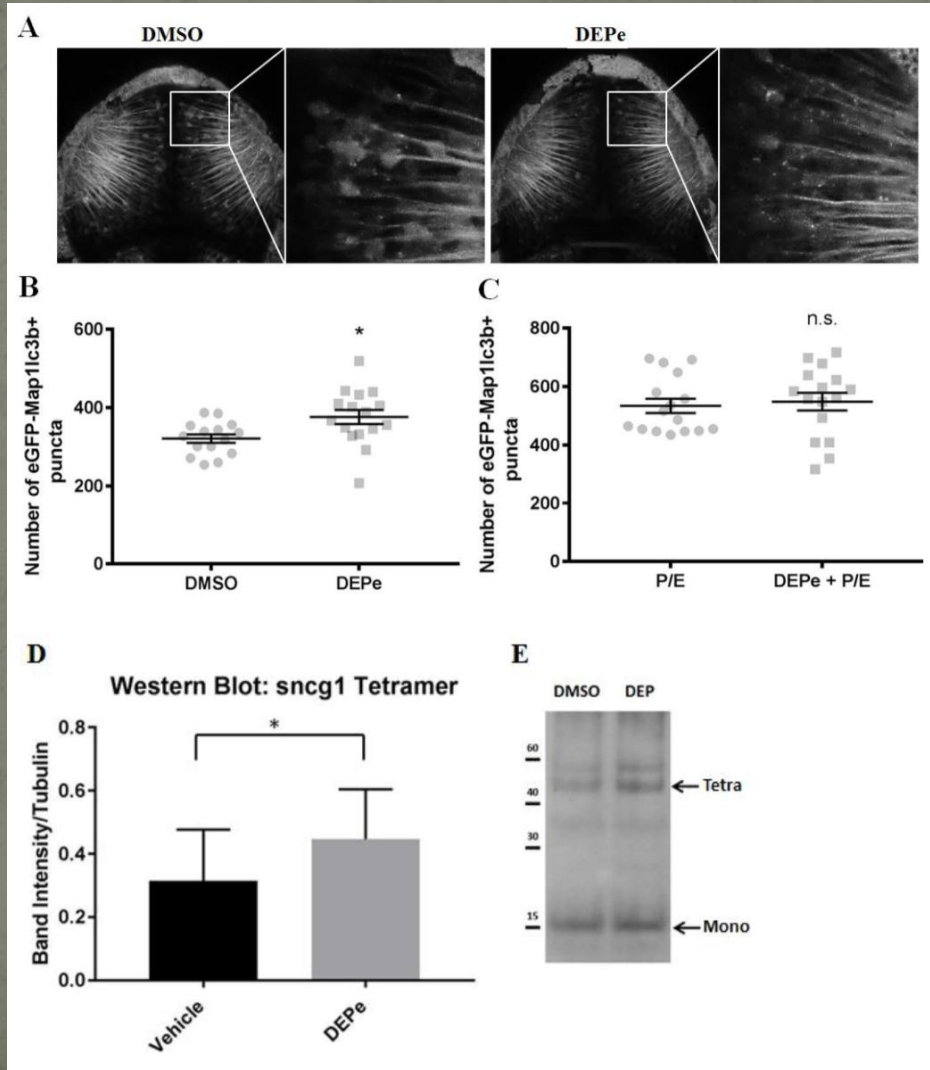 A
DMSO
DEPe
B
Number of eGFP-Map1lc3b+
puncta
600
400
200
0
*
DMSO
DEPe
C
Number of eGFP-Map1lc3b+
puncta
800
600
400
200
0
n.s.
P/E
DEPe + P/E
D
Western Blot: sncg1 Tetramer
Band Intensity/Tubulin
0.8
0.6
0.4
0.2
0.0
*
Vehicle
DEPe
E
DMSO DEP
60
40
30
15
Tetra
Mono